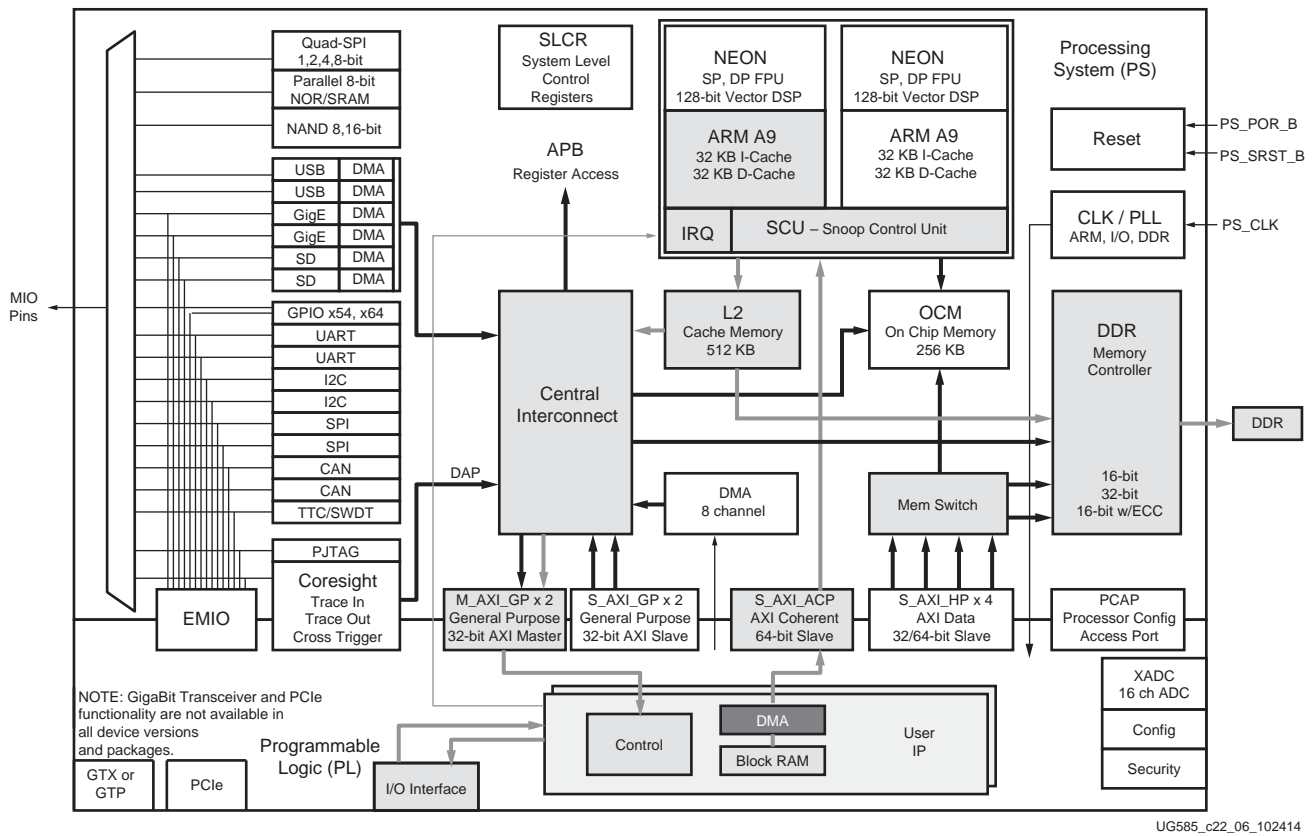 Quad-SPI
1,2,4,8-bit
Parallel 8-bit
NOR/SRAM
NAND 8,16-bit
USB DMA
USB DMA
GigE DMA
GigE DMA
SD DMA
SD DMA
GPIO x54, x64
UART
UART
I2C
I2C
SPI
SPI
CAN
CAN
TTC/SWDT
PJTAG
Coresight
Trace In
Trace Out
Cross Trigger
MIO
Pins
EMIO
SLCR
System Level
Control
Registers
APB
Register Access
NEON
SP, DP FPU
128-bit Vector DSP
ARM A9
32 KB I-Cache
32 KB D-Cache
NEON
SP, DP FPU
128-bit Vector DSP
ARM A9
32 KB I-Cache
32 KB D-Cache
IRQ
SCU – Snoop Control Unit
Processing
System (PS)
Reset
PS_POR_B
PS_SRST_B
CLK / PLL
ARM, I/O, DDR
PS_CLK
L2
Cache Memory
512 KB
OCM
On Chip Memory
256 KB
DDR
Memory
Controller
16-bit
32-bit
16-bit w/ECC
DDR
Central
Interconnect
DAP
DMA
8 channel
Mem Switch
M_AXI_GP x 2
General Purpose
32-bit AXI Master
S_AXI_GP x 2
General Purpose
32-bit AXI Slave
S_AXI_ACP
AXI Coherent
64-bit Slave
S_AXI_HP x 4
AXI Data
32/64-bit Slave
PCAP
Processor Config
Access Port
XADC
16 ch ADC
Config
Security
NOTE: GigaBit Transceiver and PCIe
functionality are not available in
all device versions
and packages.
Programmable
Logic (PL)
GTX or
GTP
PCIe
I/O Interface
Control
DMA
Block RAM
User
IP
UG585_c22_06_102414